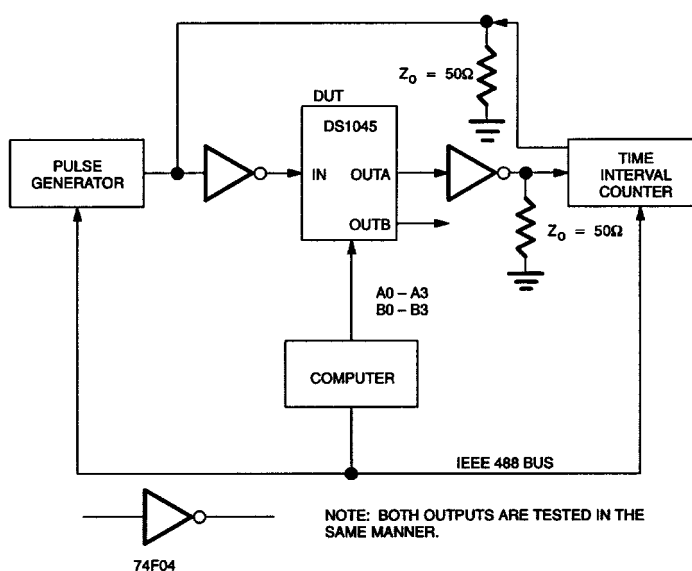 Z₀ = 50Ω
DUT
DS1045
PULSE
GENERATOR
IN
OUTA
OUTB
TIME
INTERVAL
COUNTER
Z₀ = 50Ω
A0 – A3
B0 – B3
COMPUTER
IEEE 488 BUS
NOTE: BOTH OUTPUTS ARE TESTED IN THE
SAME MANNER.
74F04